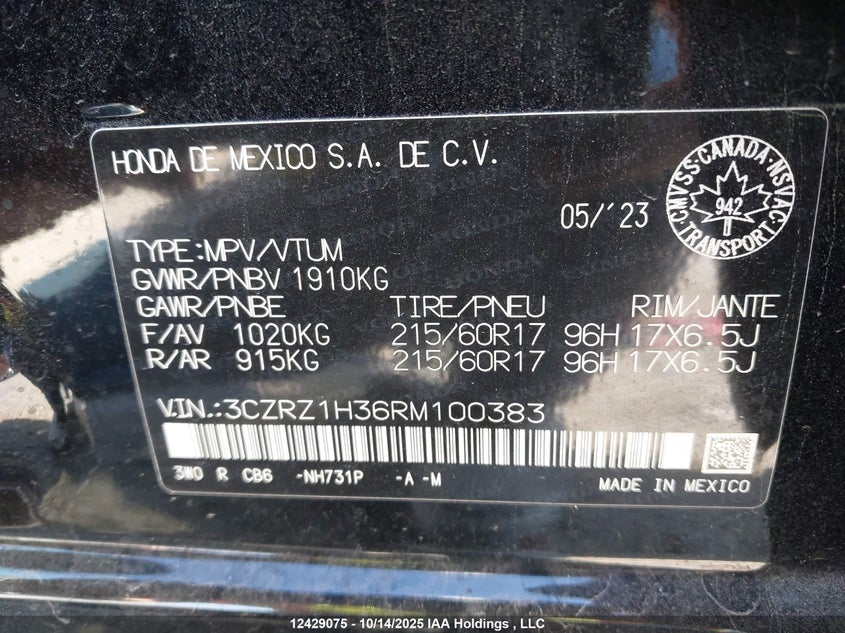 HONDA DE MEXICO S.A. DE C.V.
CMVSS·CANADA·NSVAC·
942
TRANSPORT
05/'23
TYPE:MPV/VTUM
GVWR/PNBV 1910KG
GAWR/PNBE TIRE/PNEU RIM/JANTE
F/AV 1020KG 215/60R17 96H 17X6.5J
R/AR 915KG 215/60R17 96H 17X6.5J
V.I.N.:3CZRZ1H36RM100383
3W0 R CB6 -NH731P -A -M MADE IN MEXICO
12429075 - 10/14/2025 IAA Holdings , LLC